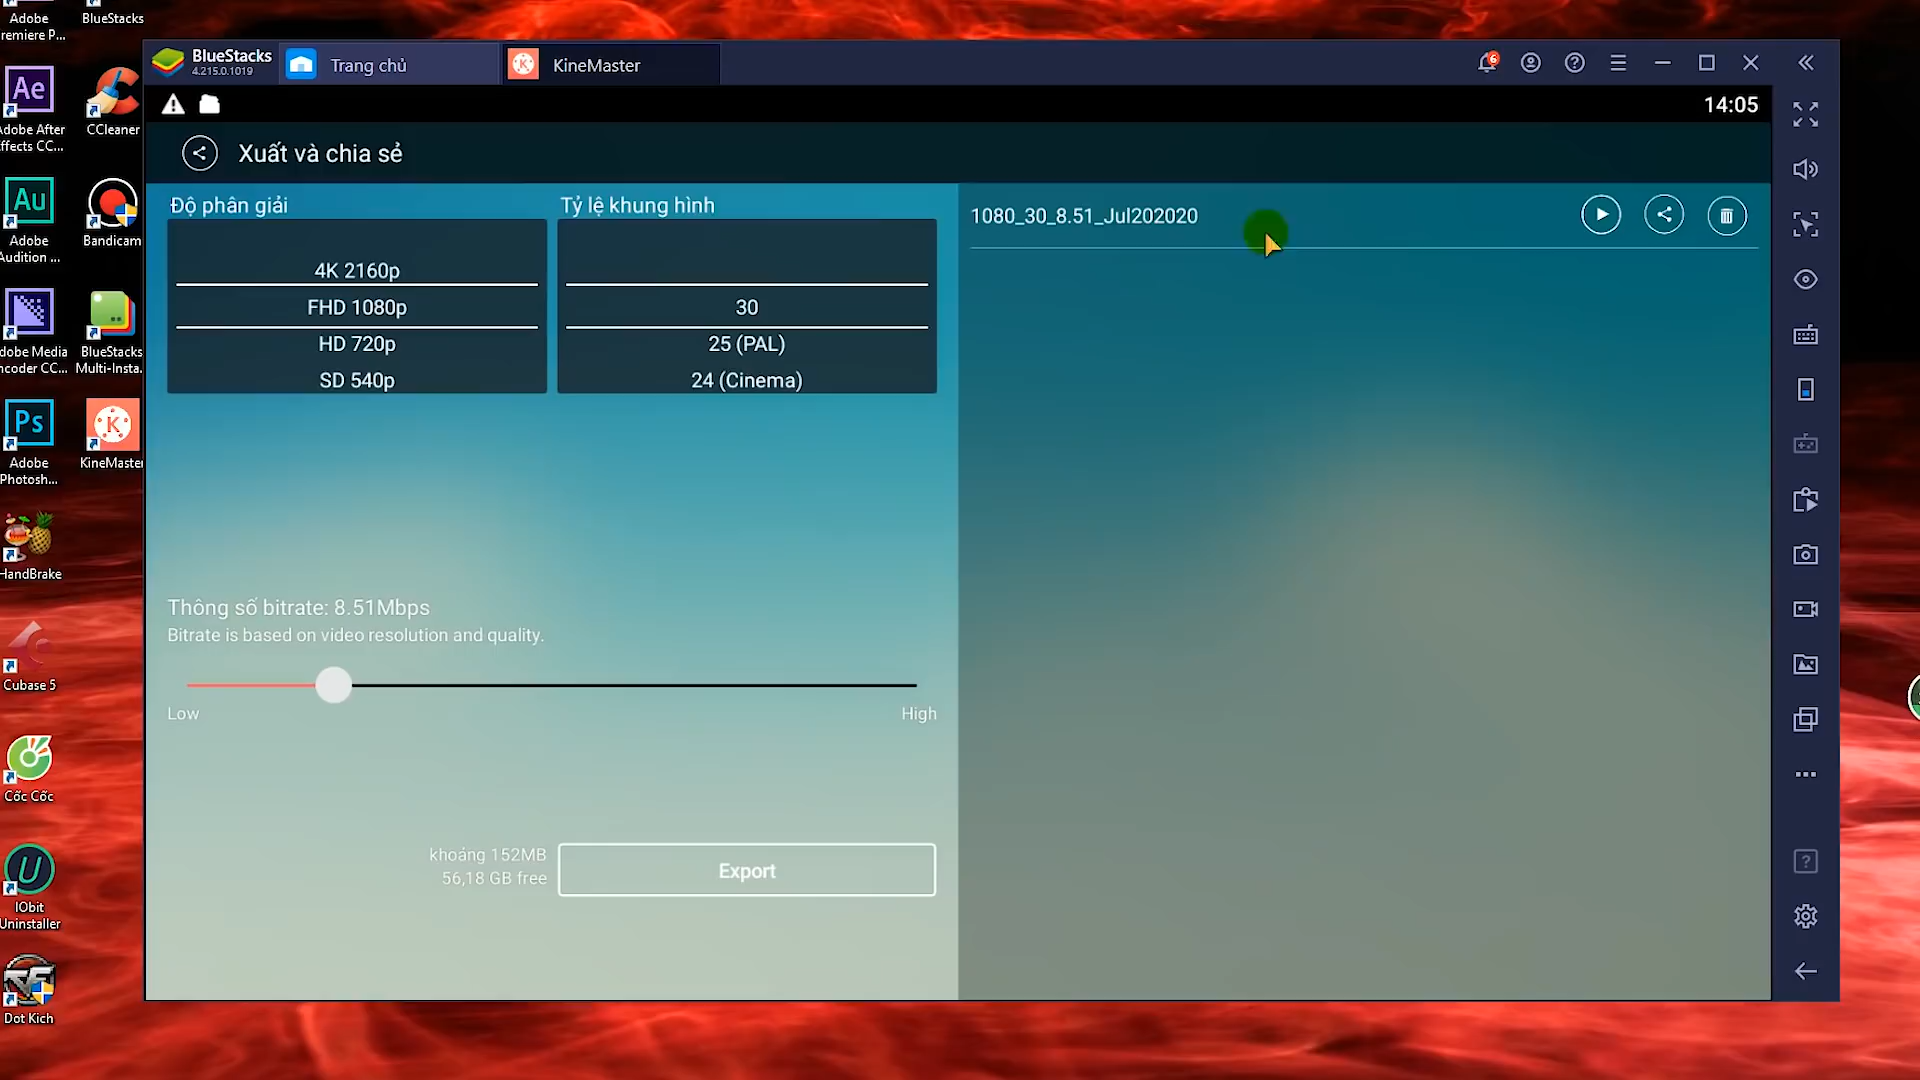 Adobe
remiere P...
BlueStacks
Ae
Adobe After
ffects CC...
CCleaner
Au
Adobe
Audition ...
Bandicam
dobe Media
ncoder CC...
BlueStacks
Multi-Insta...
Ps
Adobe
Photosh...
K
KineMaster
HandBrake
Cubase 5
Cốc Cốc
IObit
Uninstaller
Dot Kich
BlueStacks
4.215.0.1019
Trang chủ
KineMaster
6
14:05
Xuất và chia sẻ
Độ phân giải
4K 2160p
FHD 1080p
HD 720p
SD 540p
Tỷ lệ khung hình
30
25 (PAL)
24 (Cinema)
Thông số bitrate: 8.51Mbps
Bitrate is based on video resolution and quality.
Low
High
khoảng 152MB
56,18 GB free
Export
1080_30_8.51_Jul202020